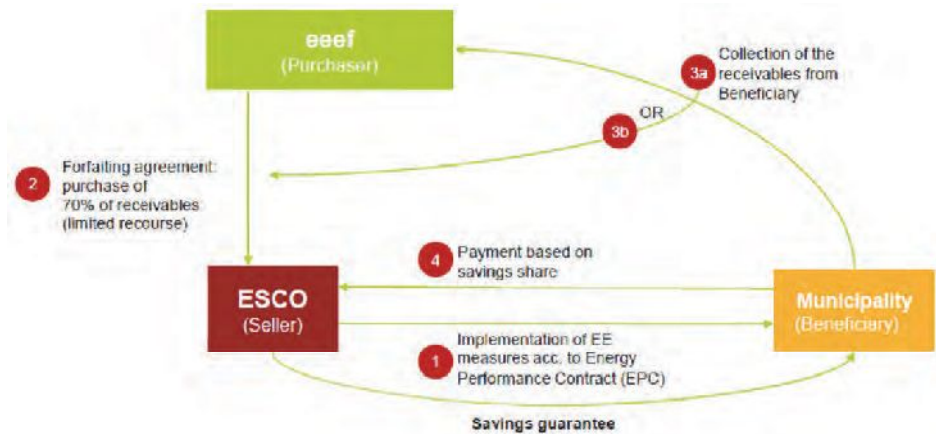 eeef
(Purchaser)
3a
Collection of the
receivables from
Beneficiary
OR
3b
2
Forfaiting agreement:
purchase of
70% of receivables
(limited recourse)
4
Payment based on
savings share
ESCO
(Seller)
Municipality
(Beneficiary)
1
Implementation of EE
measures acc. to Energy
Performance Contract (EPC)
Savings guarantee